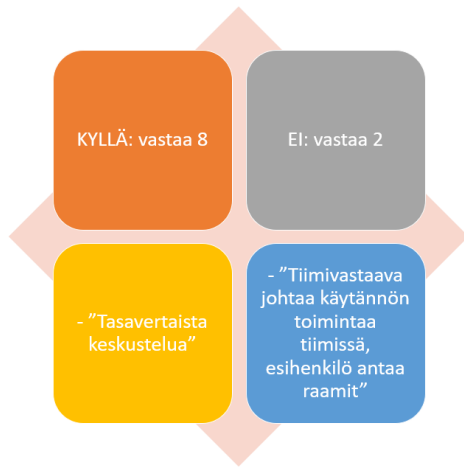 KYLLÄ: vastaa 8
EI: vastaa 2
- ”Tasavertaista
keskustelua”
- ”Tiimivastaava
johtaa käytännön
toimintaa
tiimissä,
esihenkilö antaa
raamit”